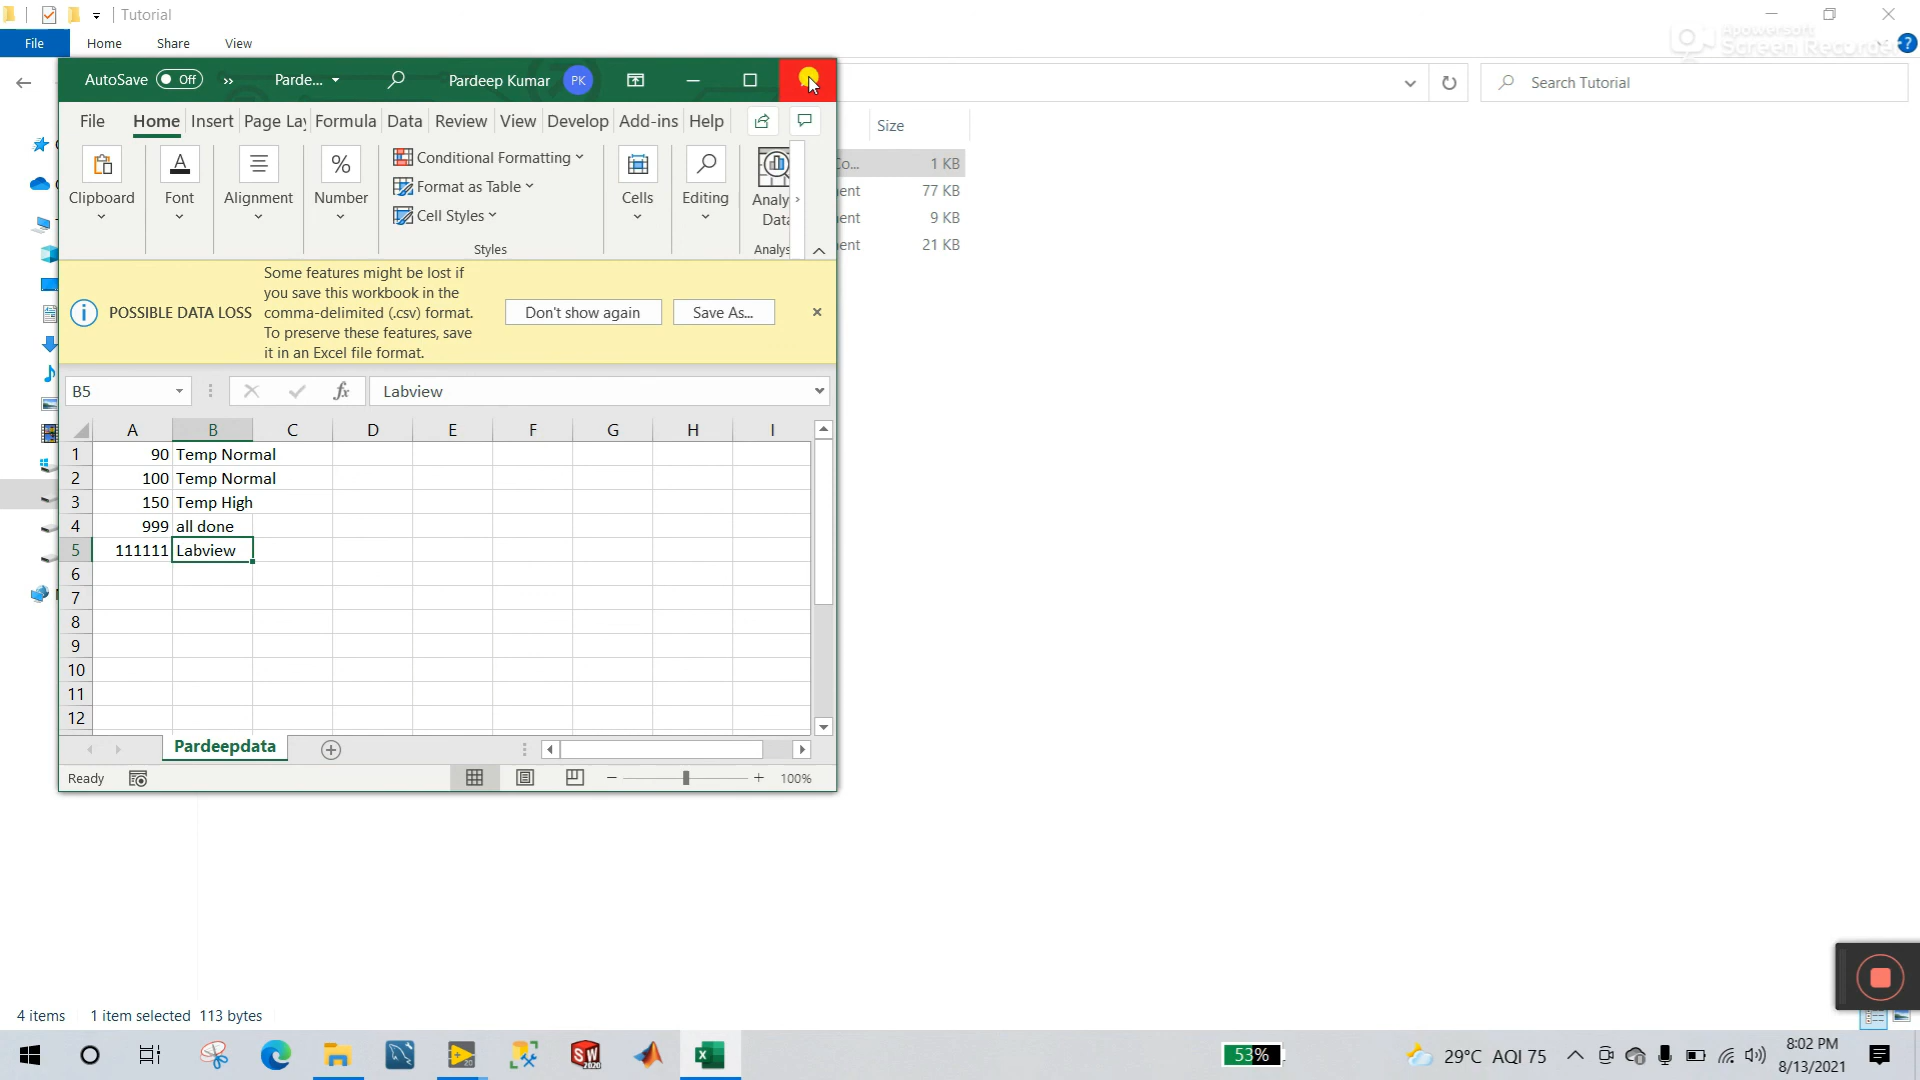 Tutorial
File Home Share View
Apowersoft
Screen Recorder
AutoSave Off » Parde... Pardeep Kumar PK
Search Tutorial
File Home Insert Page Lay Formula Data Review View Develop Add-ins Help
Size
Clipboard Font Alignment Number
Conditional Formatting
Format as Table
Cell Styles
Styles
Cells Editing
Analy
Data
Analys
Co... 1 KB
ent 77 KB
ent 9 KB
ent 21 KB
POSSIBLE DATA LOSS
Some features might be lost if
you save this workbook in the
comma-delimited (.csv) format.
To preserve these features, save
it in an Excel file format.
Don't show again Save As...
B5 fx Labview
A B C D E F G H I
1 90 Temp Normal
2 100 Temp Normal
3 150 Temp High
4 999 all done
5 111111 Labview
6
7
8
9
10
11
12
Pardeepdata
Ready 100%
4 items 1 item selected 113 bytes
53% 29°C AQI 75
8:02 PM
8/13/2021